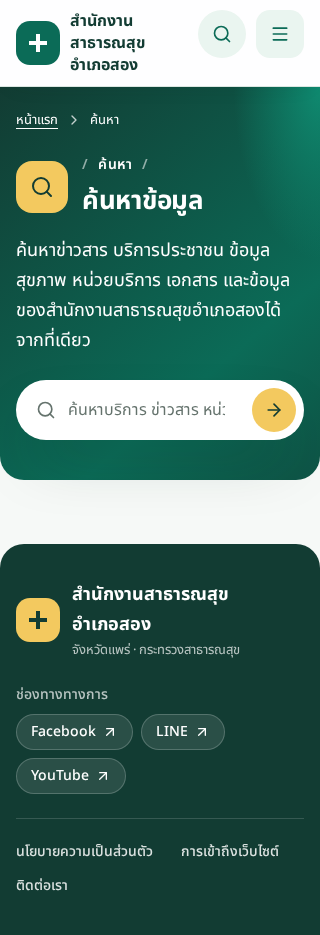 สำนักงาน
สาธารณสุข
อำเภอสอง
หน้าแรก
ค้นหา
/ ค้นหา /
ค้นหาข้อมูล
ค้นหาข่าวสาร บริการประชาชน ข้อมูล
สุขภาพ หน่วยบริการ เอกสาร และข้อมูล
ของสำนักงานสาธารณสุขอำเภอสองได้
จากที่เดียว
ค้นหาบริการ ข่าวสาร
สำนักงานสาธารณสุข
อำเภอสอง
จังหวัดแพร่ · กระทรวงสาธารณสุข
ช่องทางทางการ
Facebook
LINE
YouTube
นโยบายความเป็นส่วนตัว
การเข้าถึงเว็บไซต์
ติดต่อเรา